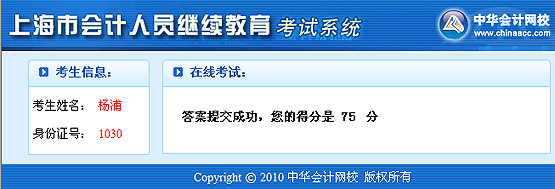 上海市会计人员继续教育 考试系统
中华会计网校
www.chinaacc.com
考生信息：
考生姓名： 杨浦
身份证号： 1030
在线考试：
答案提交成功，您的得分是 75 分
Copyright © 2010 中华会计网校 版权所有